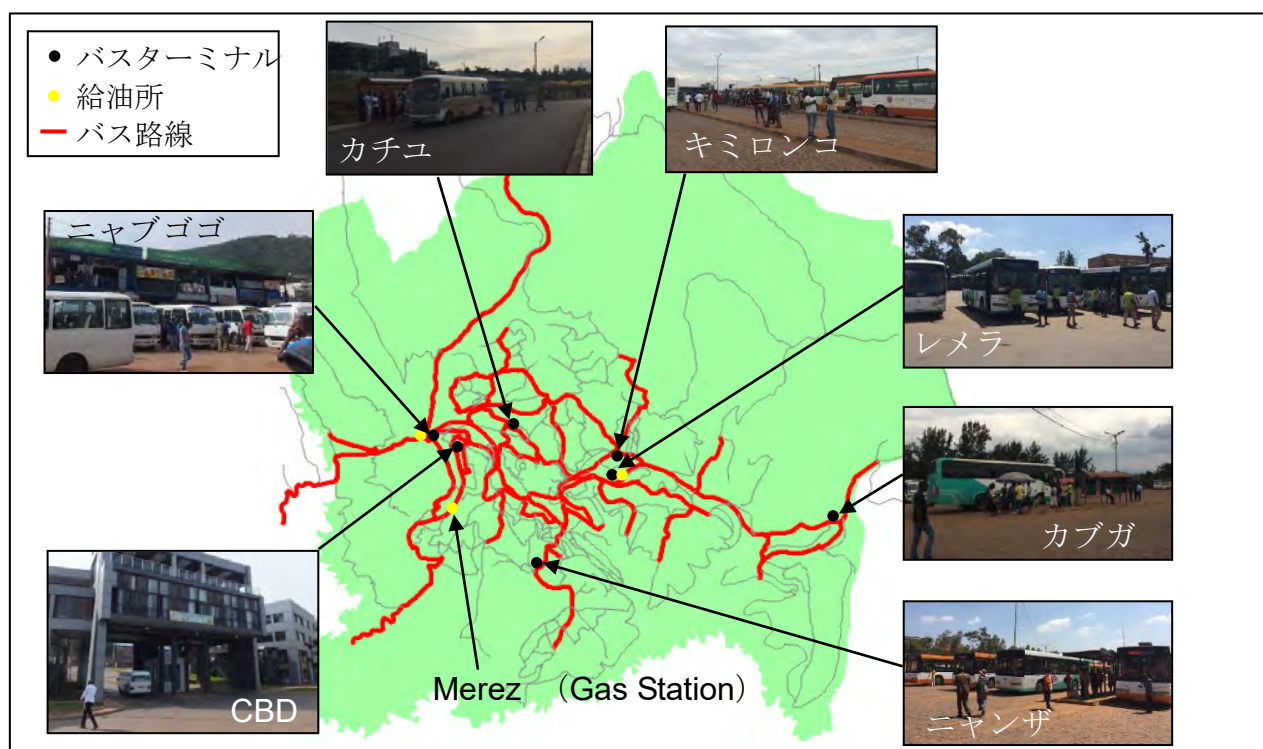 バスターミナル
給油所
バス路線
カチユ
キミロンコ
ニャブゴゴ
レメラ
カブガ
CBD
Merez （Gas Station）
ニャンザ